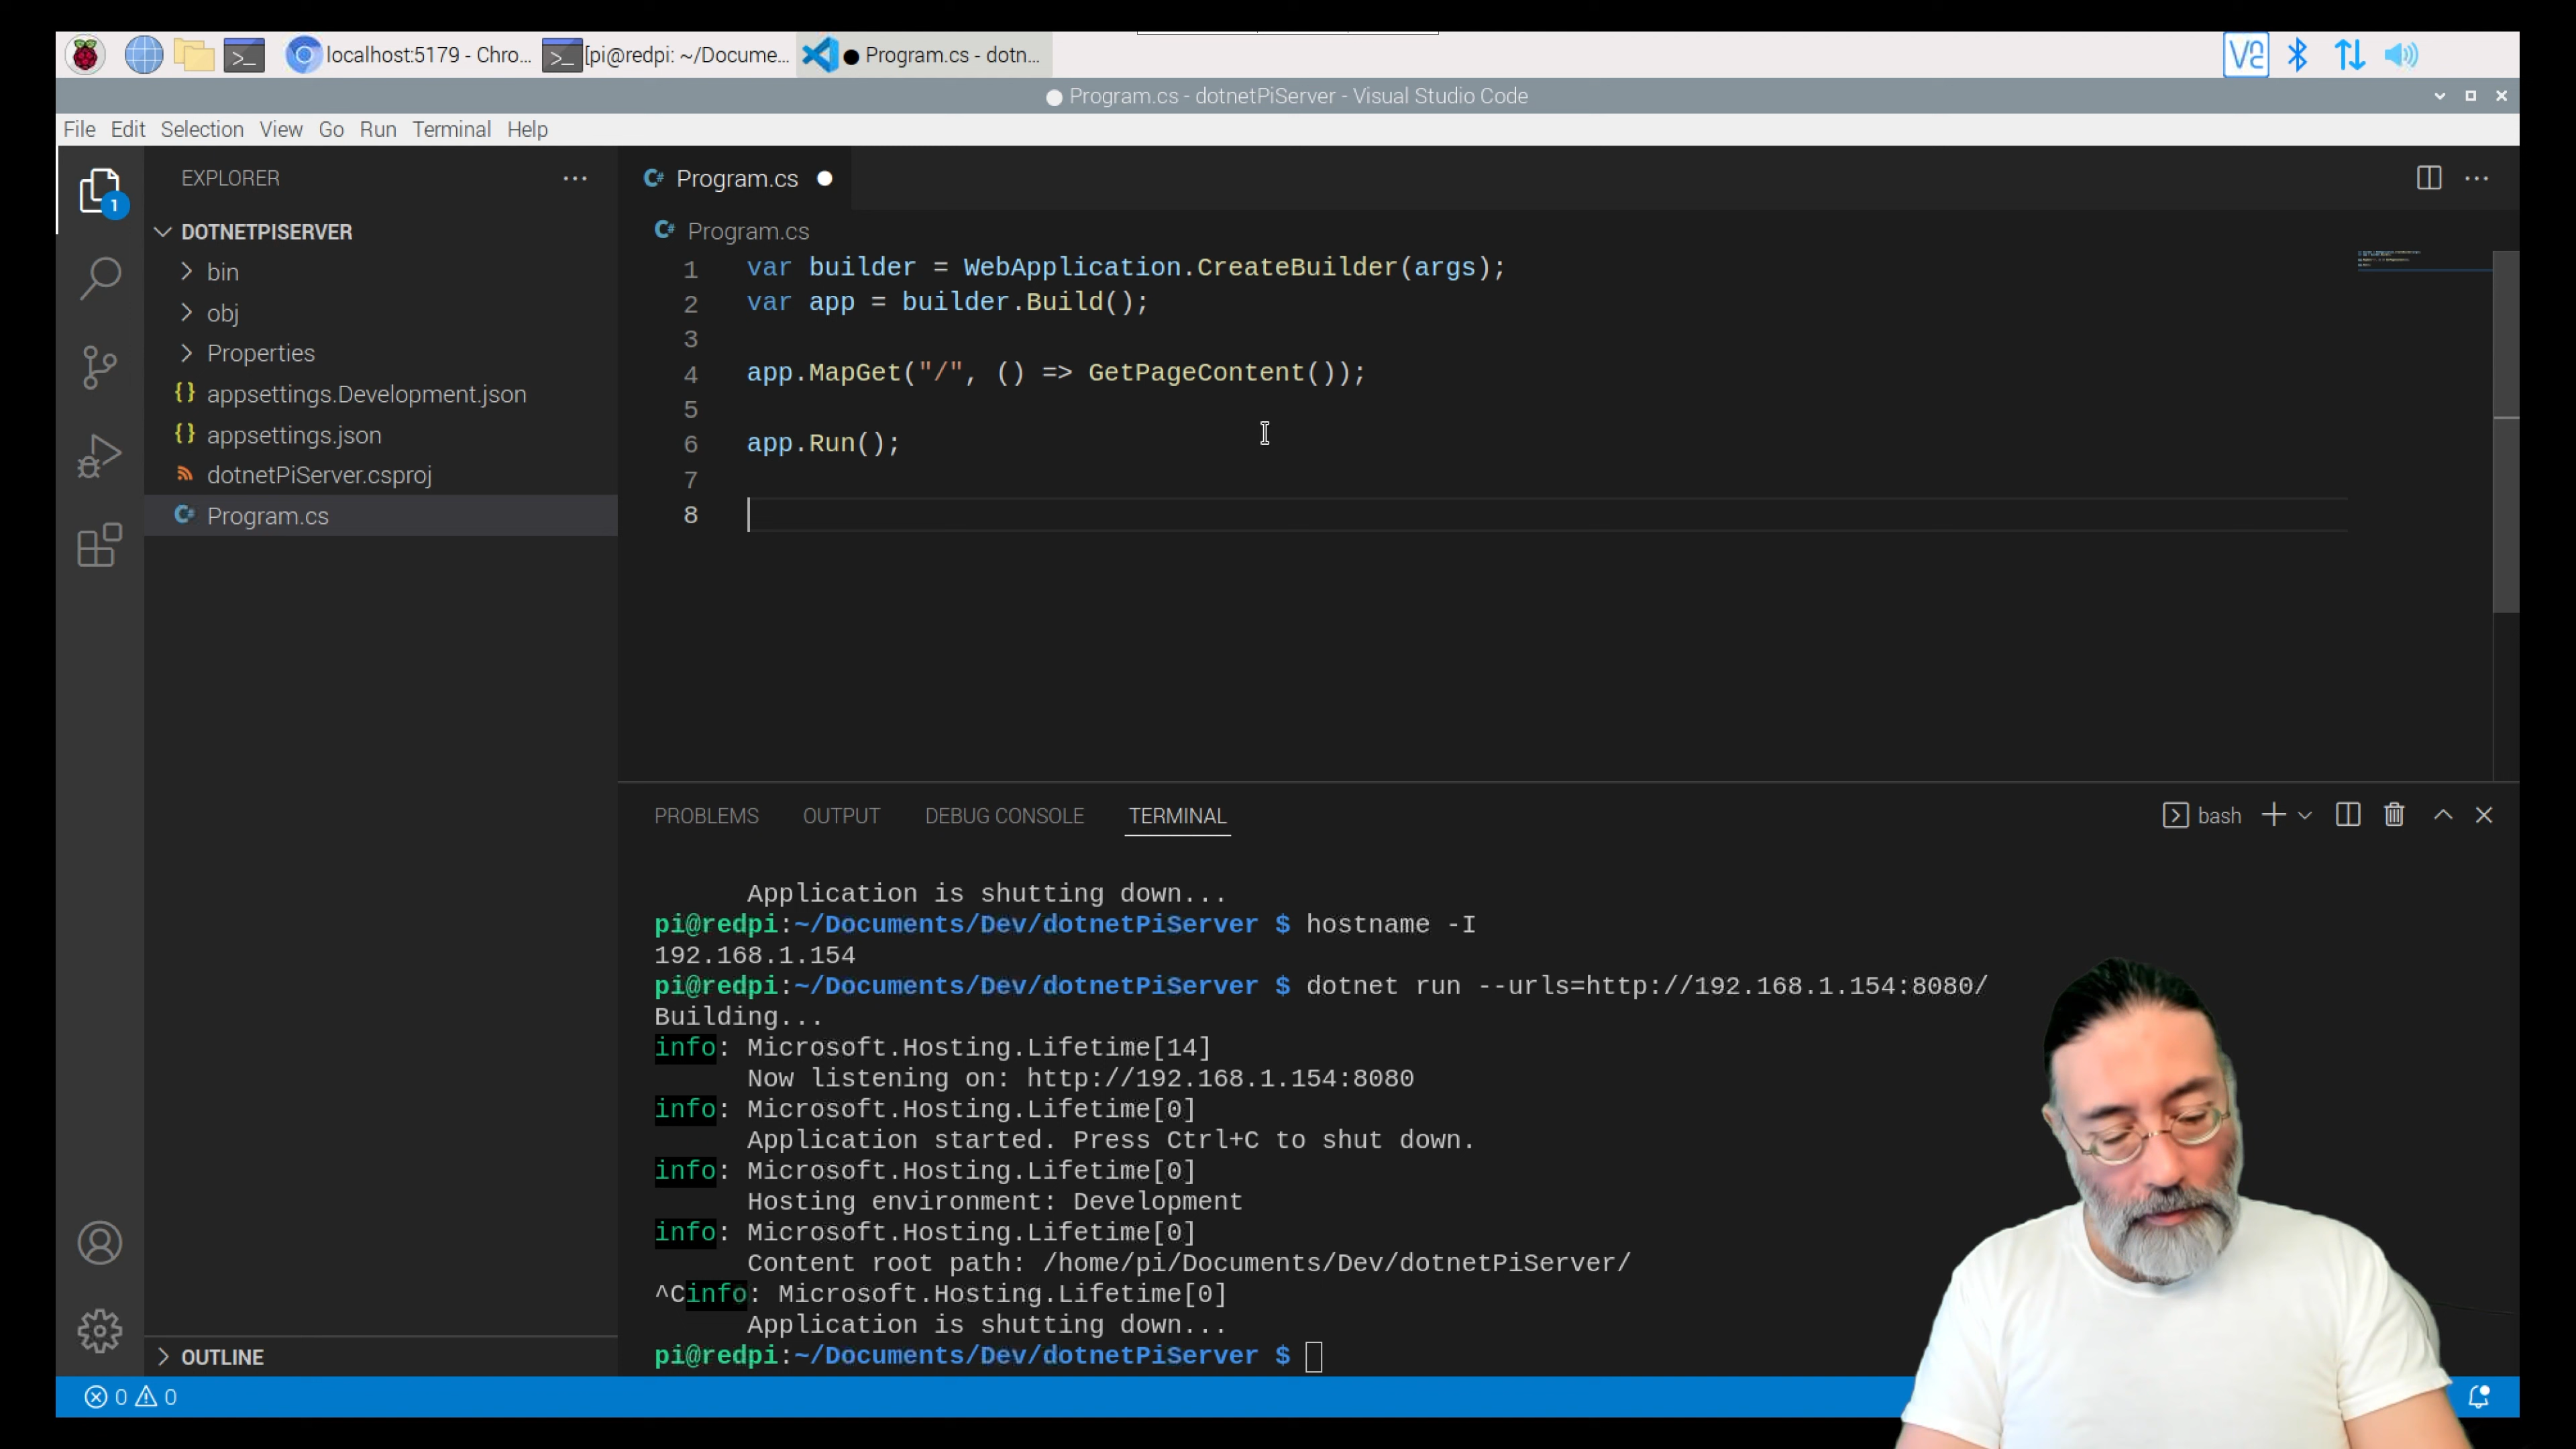 localhost:5179 - Chro...
[pi@redpi: ~/Docume...
● Program.cs - dotn...
VC
● Program.cs - dotnetPiServer - Visual Studio Code
File Edit Selection View Go Run Terminal Help
EXPLORER
Program.cs
1
DOTNETPISERVER
bin
obj
Properties
appsettings.Development.json
appsettings.json
dotnetPiServer.csproj
Program.cs
Program.cs
1 var builder = WebApplication.CreateBuilder(args);
2 var app = builder.Build();
3
4 app.MapGet("/", () => GetPageContent());
5
6 app.Run();
7
8
PROBLEMS OUTPUT DEBUG CONSOLE TERMINAL
bash
Application is shutting down...
pi@redpi:~/Documents/Dev/dotnetPiServer $ hostname -I
192.168.1.154
pi@redpi:~/Documents/Dev/dotnetPiServer $ dotnet run --urls=http://192.168.1.154:8080/
Building...
info: Microsoft.Hosting.Lifetime[14]
Now listening on: http://192.168.1.154:8080
info: Microsoft.Hosting.Lifetime[0]
Application started. Press Ctrl+C to shut down.
info: Microsoft.Hosting.Lifetime[0]
Hosting environment: Development
info: Microsoft.Hosting.Lifetime[0]
Content root path: /home/pi/Documents/Dev/dotnetPiServer/
^Cinfo: Microsoft.Hosting.Lifetime[0]
Application is shutting down...
pi@redpi:~/Documents/Dev/dotnetPiServer $
OUTLINE
0 0